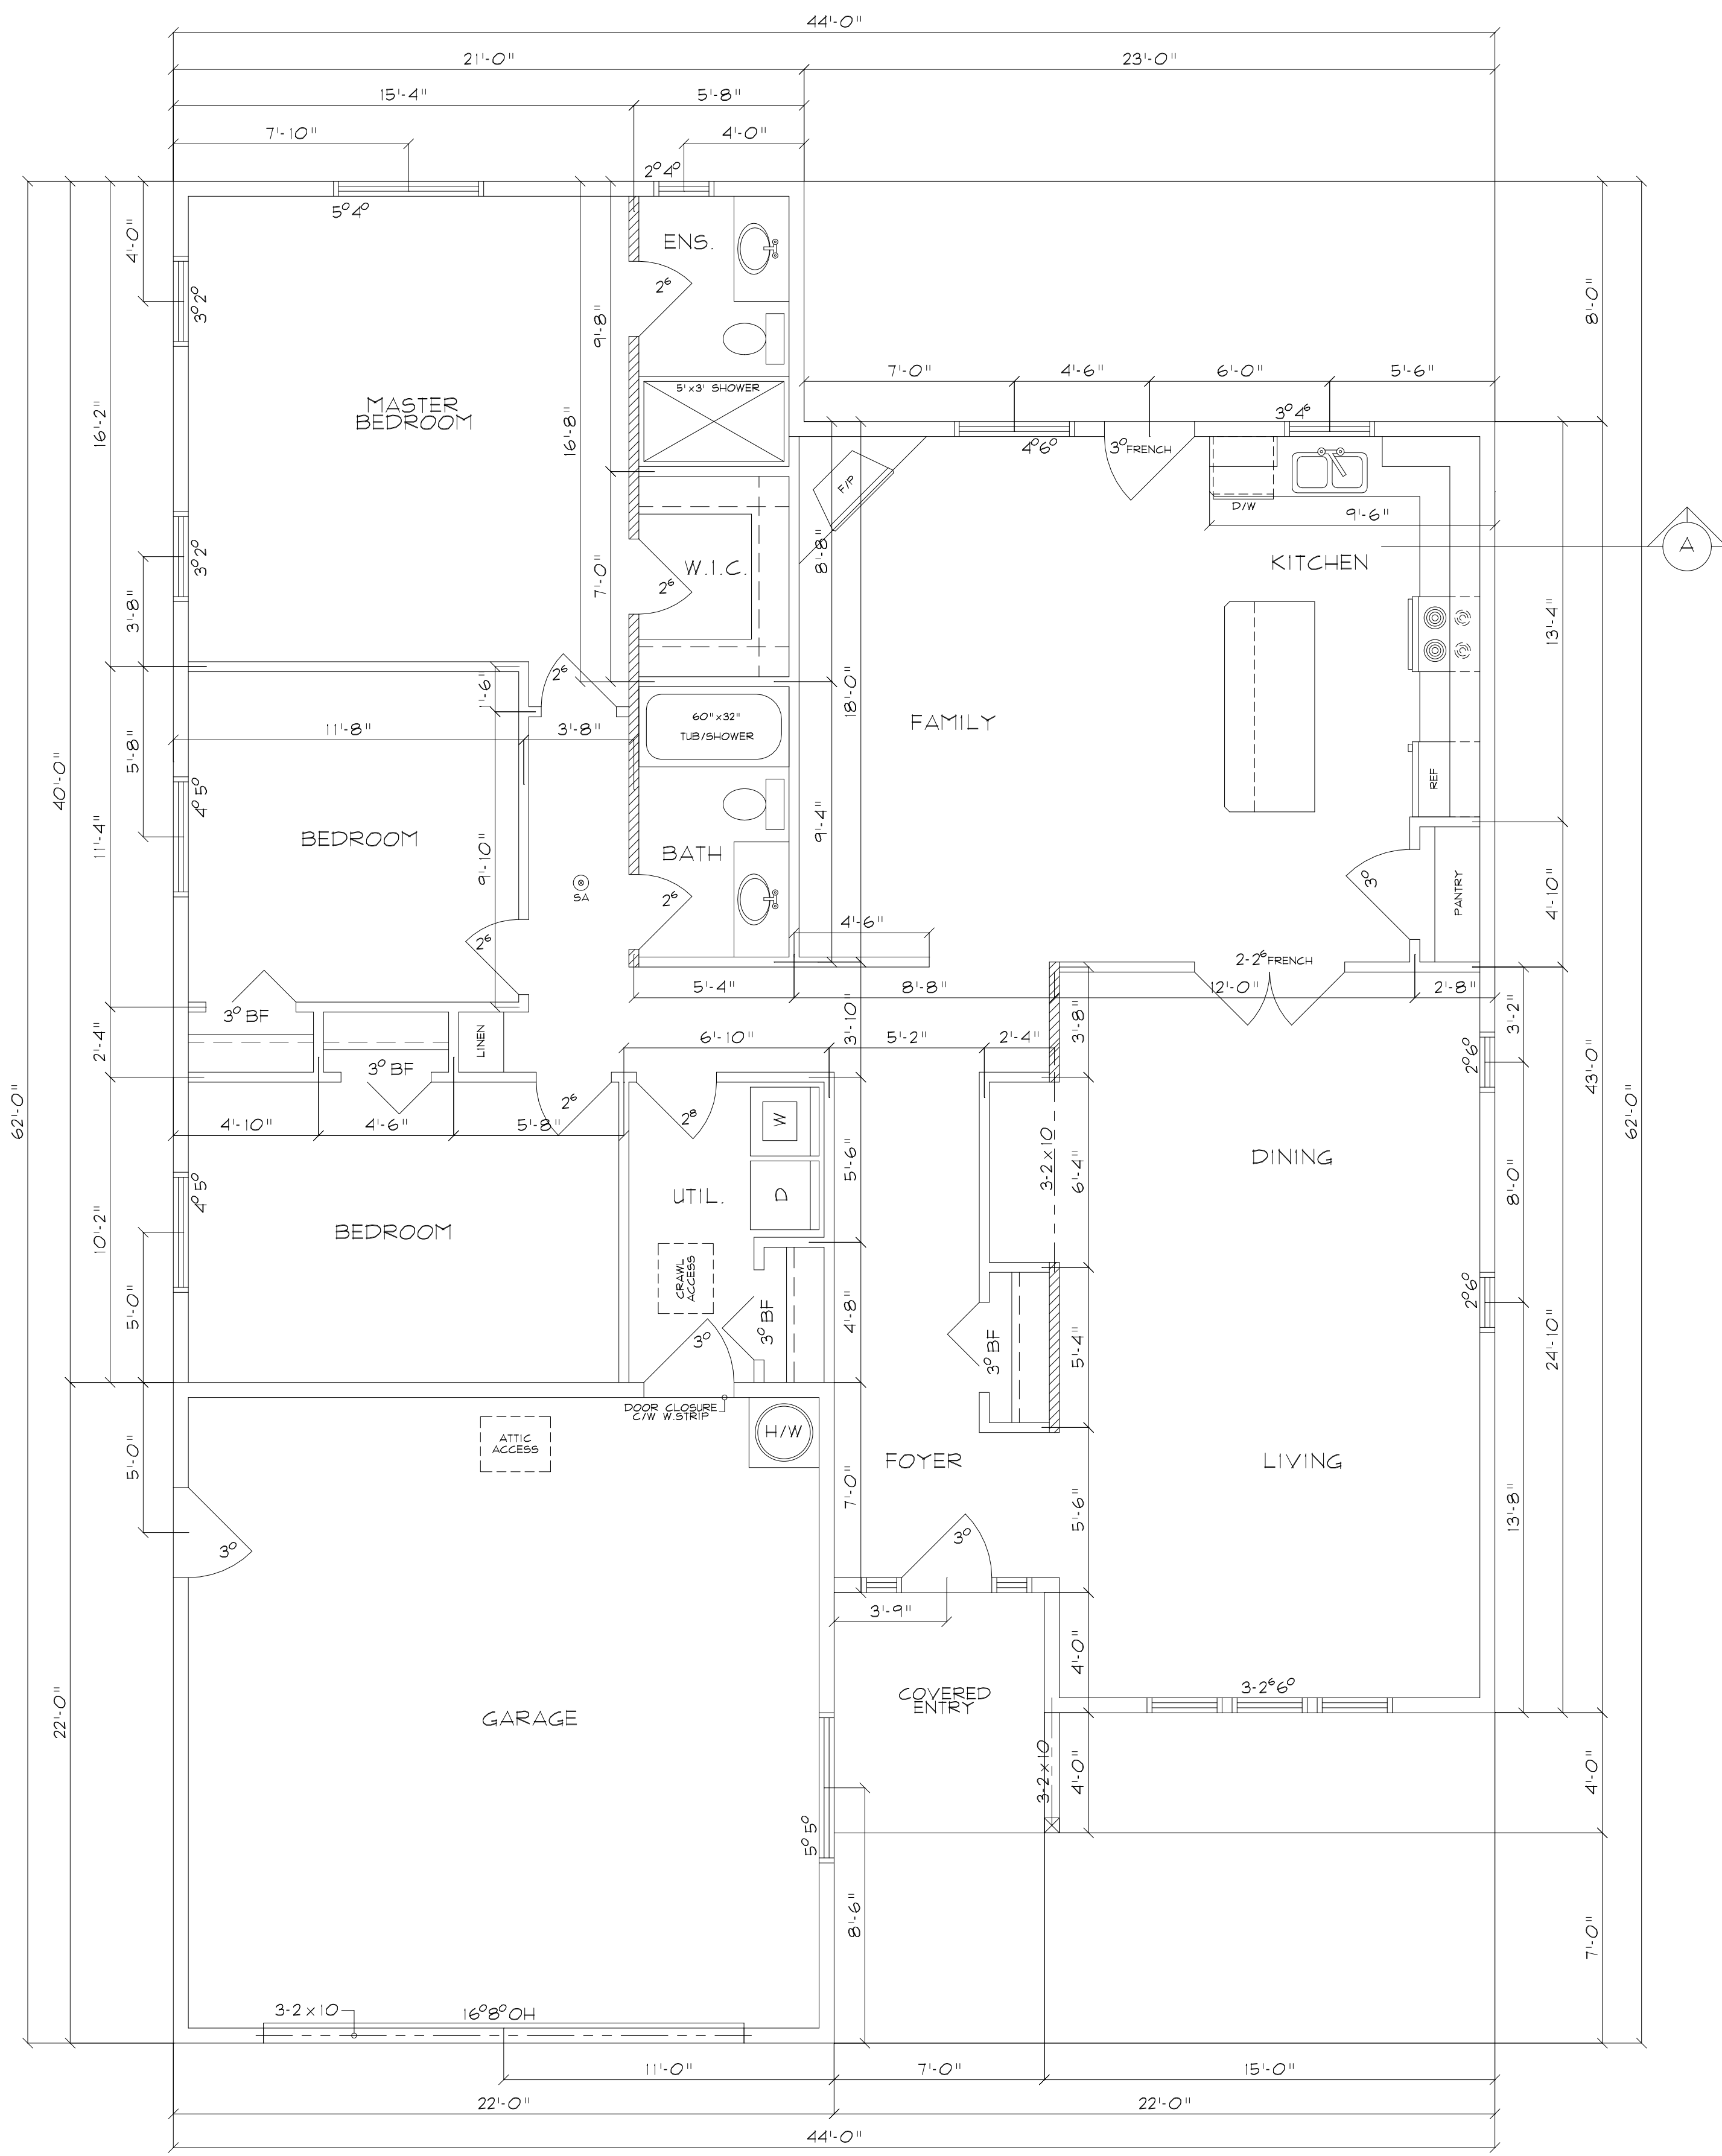 44'-0"
21'-0" 23'-0"
15'-4" 5'-8"
7'-10" 4'-0"
2⁰4⁰
5⁰4⁰
ENS.
4'-0"
8'-0"
3⁰2⁰
2⁶
9'-8"
7'-0" 4'-6" 6'-0" 5'-6"
5'x3' SHOWER
MASTER
BEDROOM
16'-2"
16'-8"
3⁰4⁶
4⁰6⁰
3⁰FRENCH
F/P
D/W
9'-6"
A
3⁰2⁰
8'-8"
KITCHEN
W.I.C.
7'-0"
2⁶
3'-8"
13'-4"
2⁶
1'-6"
18'-0"
60"x32"
TUB/SHOWER
FAMILY
11'-8" 3'-8"
5'-8"
REF
40'-0"
4⁰5⁰
11'-4"
BEDROOM
9'-10"
9'-4"
BATH
SA
2⁶
3⁰
PANTRY
4'-10"
4'-6"
2⁶
2-2⁶FRENCH
5'-4" 8'-8" 12'-0" 2'-8"
3⁰ BF
LINEN
2'-4"
3'-10"
3'-8"
3'-2"
6'-10" 5'-2" 2'-4"
3⁰ BF
2⁰6⁰
43'-0"
62'-0"
62'-0"
2⁶
2⁸
W
4'-10" 4'-6" 5'-8"
5'-6"
3-2x10
6'-4"
DINING
8'-0"
4⁰5⁰
UTIL.
D
10'-2"
BEDROOM
CRAWL
ACCESS
5'-0"
4'-8"
3⁰ BF
3⁰
3⁰ BF
5'-4"
2⁰6⁰
24'-10"
DOOR CLOSURE
C/W W.STRIP
H/W
ATTIC
ACCESS
5'-0"
7'-0"
FOYER
LIVING
5'-6"
13'-8"
3⁰
3⁰
3'-9"
4'-0"
COVERED
ENTRY
3-2⁶6⁰
GARAGE
22'-0"
3-2x10
4'-0"
4'-0"
5⁰5⁰
8'-6"
7'-0"
3-2x10
16⁰8⁰OH
11'-0" 7'-0" 15'-0"
22'-0" 22'-0"
44'-0"